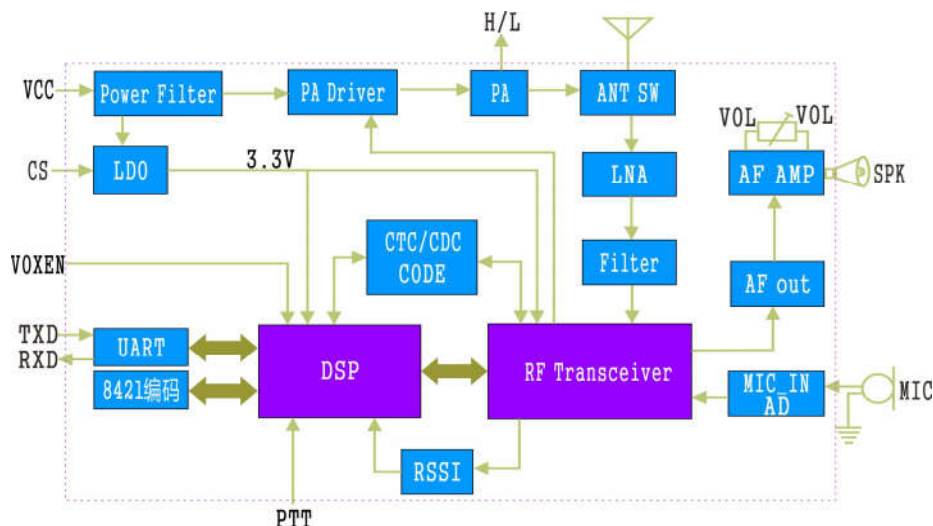 H/L
VCC
Power Filter
PA Driver
PA
ANT SW
VOL
VOL
CS
LDO
3.3V
LNA
AF AMP
SPK
VOXEN
CTC/CDC
CODE
Filter
AF out
TXD
RXD
UART
DSP
RF Transceiver
8421编码
MIC_IN
AD
MIC
RSSI
PTT